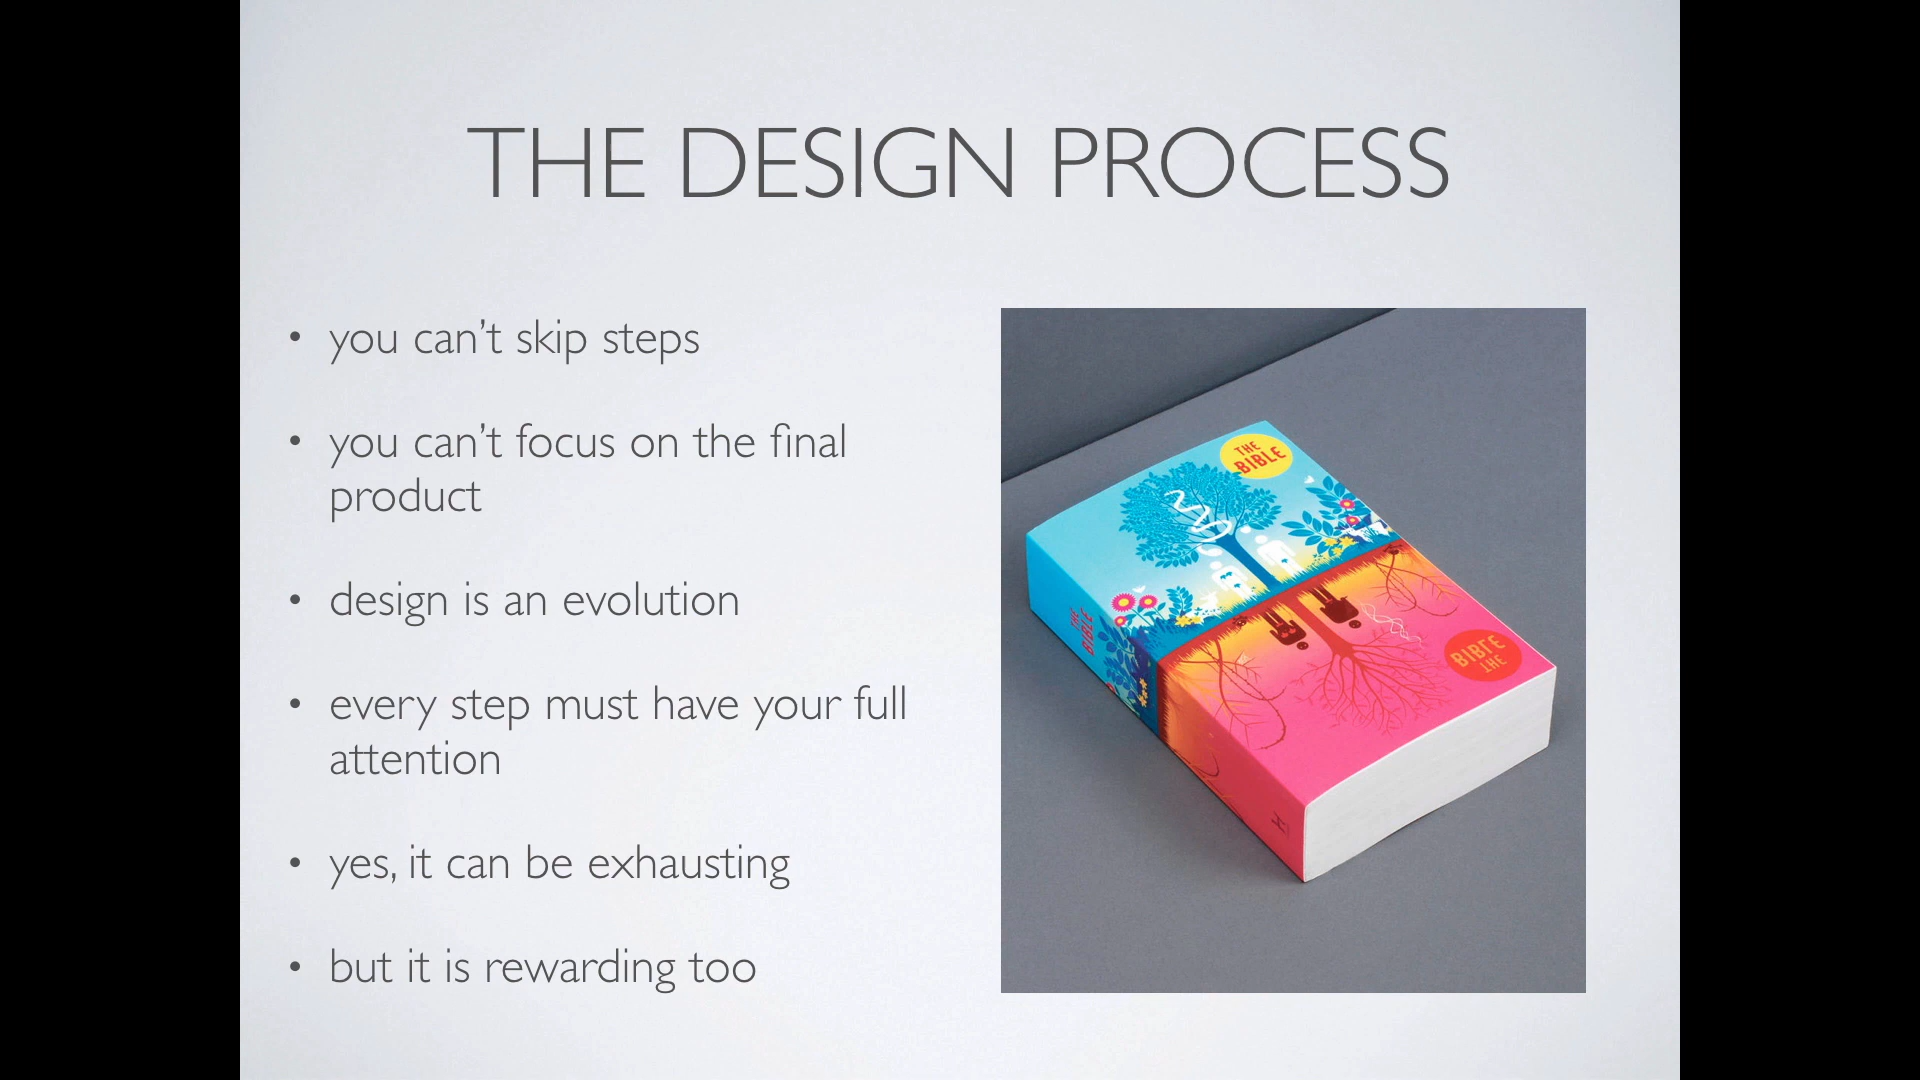 THE DESIGN PROCESS
• you can’t skip steps
• you can’t focus on the final
product
• design is an evolution
• every step must have your full
attention
• yes, it can be exhausting
• but it is rewarding too
THE
BIBLE
THE
BIBLE
THE
BIBLE